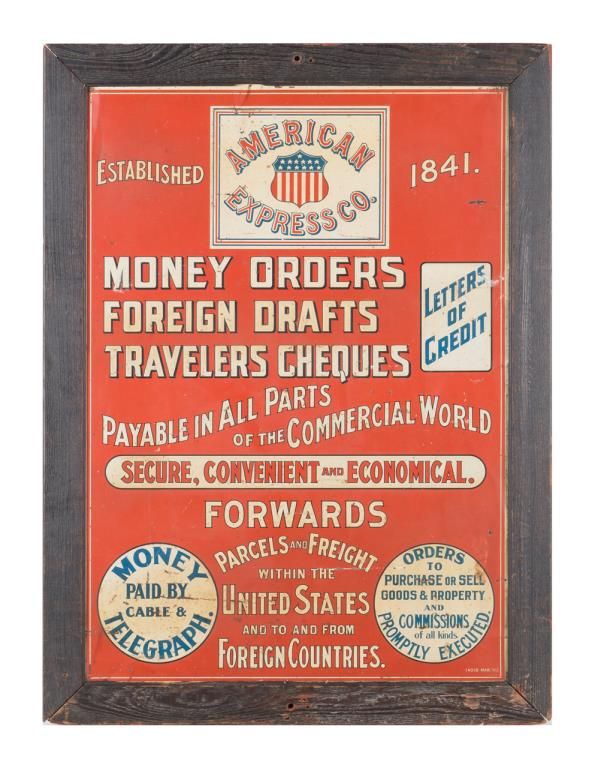 AMERICAN
EXPRESS CO.
ESTABLISHED
1841.
MONEY ORDERS
FOREIGN DRAFTS
TRAVELERS CHEQUES
LETTERS
OF
CREDIT
PAYABLE IN ALL PARTS
OF THE COMMERCIAL WORLD
SECURE, CONVENIENT AND ECONOMICAL.
FORWARDS
PARCELS AND FREIGHT
WITHIN THE
UNITED STATES
AND TO AND FROM
FOREIGN COUNTRIES.
MONEY
PAID BY
CABLE &
TELEGRAPH.
ORDERS
TO
PURCHASE OR SELL
GOODS & PROPERTY
AND
COMMISSIONS
of all kinds
PROMPTLY EXECUTED.